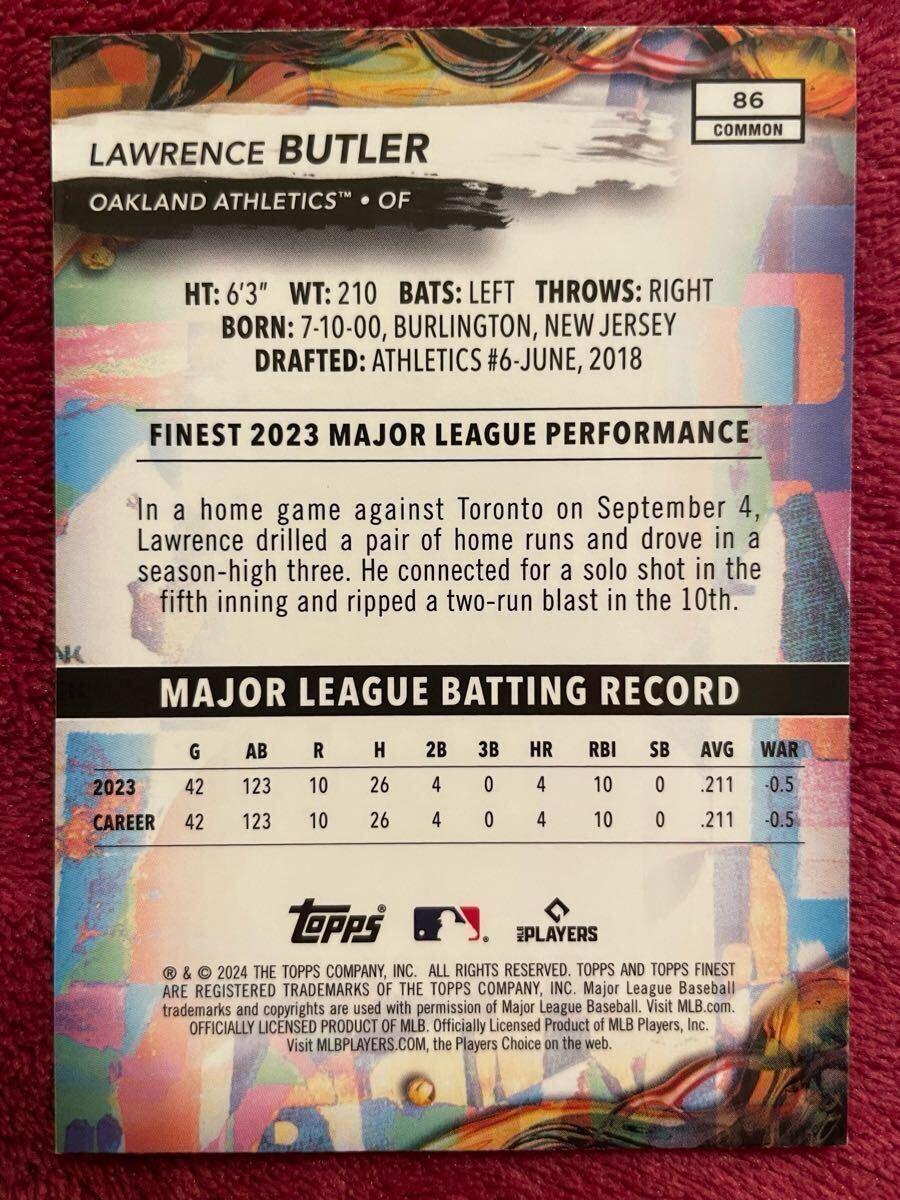 86
COMMON
LAWRENCE BUTLER
OAKLAND ATHLETICS™ • OF
HT: 6'3" WT: 210 BATS: LEFT THROWS: RIGHT
BORN: 7-10-00, BURLINGTON, NEW JERSEY
DRAFTED: ATHLETICS #6-JUNE, 2018
FINEST 2023 MAJOR LEAGUE PERFORMANCE
In a home game against Toronto on September 4,
Lawrence drilled a pair of home runs and drove in a
season-high three. He connected for a solo shot in the
fifth inning and ripped a two-run blast in the 10th.
MAJOR LEAGUE BATTING RECORD
G AB R H 2B 3B HR RBI SB AVG WAR
2023 42 123 10 26 4 0 4 10 0 .211 -0.5
CAREER 42 123 10 26 4 0 4 10 0 .211 -0.5
Topps® ® MLB PLAYERS
® & © 2024 THE TOPPS COMPANY, INC. ALL RIGHTS RESERVED. TOPPS AND TOPPS FINEST
ARE REGISTERED TRADEMARKS OF THE TOPPS COMPANY, INC. Major League Baseball
trademarks and copyrights are used with permission of Major League Baseball. Visit MLB.com.
OFFICIALLY LICENSED PRODUCT OF MLB. Officially Licensed Product of MLB Players, Inc.
Visit MLBPLAYERS.COM, the Players Choice on the web.